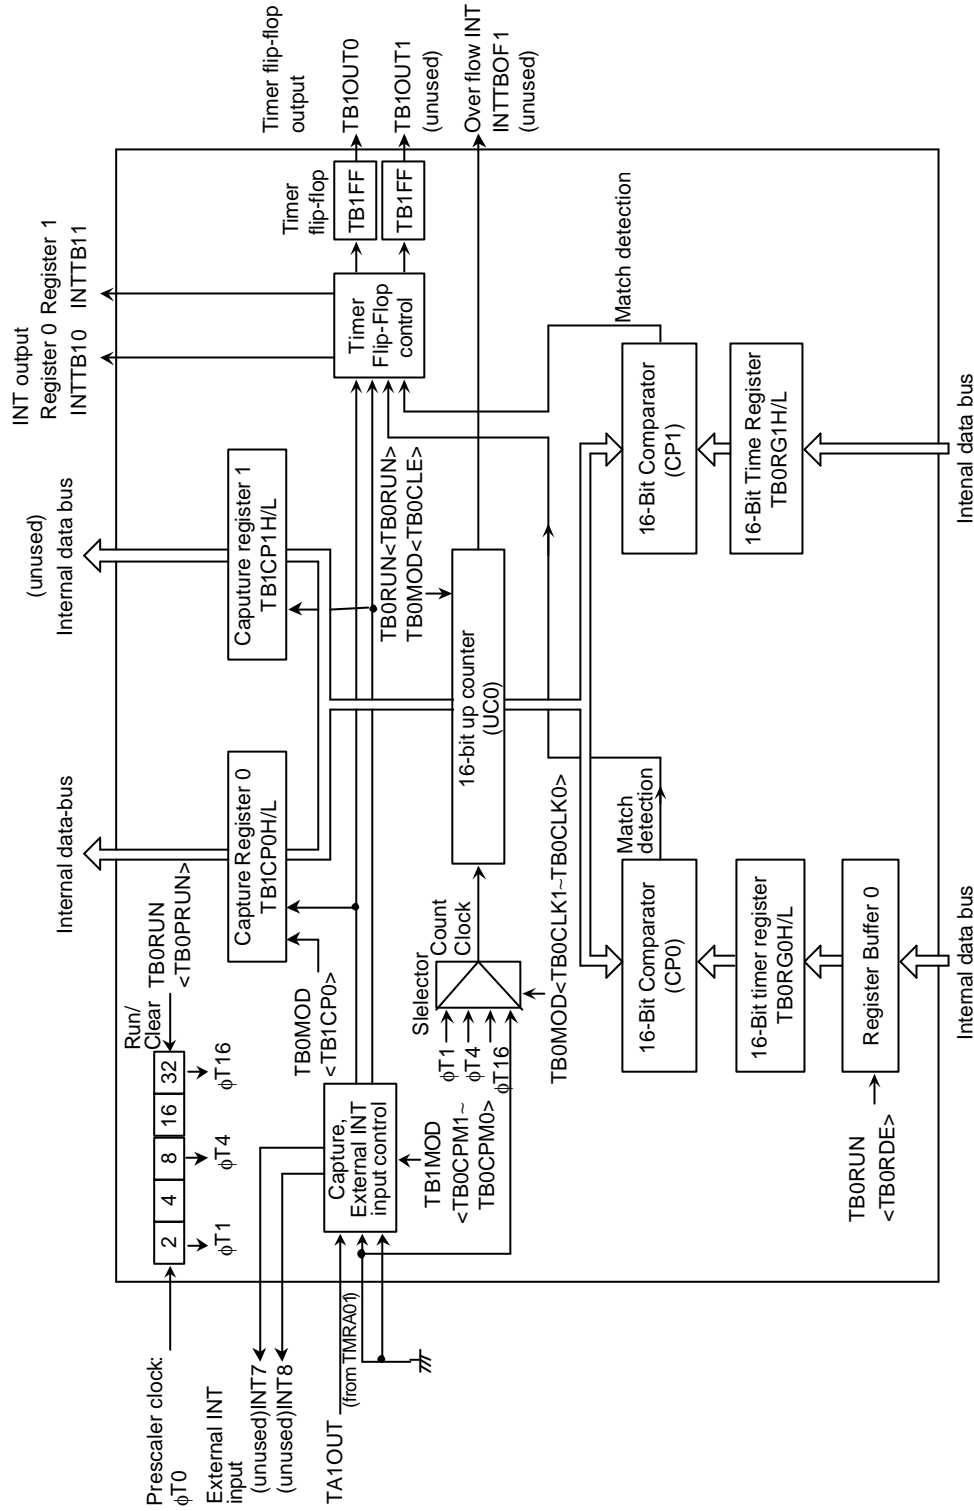 Prescaler clock:
ϕT0
2
4
8
16
32
Run/
Clear
TB0RUN
<TB0PRUN>
ϕT1
ϕT4
ϕT16
External INT
input
(unused)INT7
(unused)INT8
TA1OUT
(from TMRA01)
Capture,
External INT
input control
TB1MOD
<TB0CPM1~
TB0CPM0>
TB0MOD
<TB1CP0>
Internal data-bus
Capture Register 0
TB1CP0H/L
(unused)
Internal data bus
Caputure register 1
TB1CP1H/L
INT output
Register 0
Register 1
INTTB10
INTTB11
Timer
Flip-Flop
control
Timer
flip-flop
TB1FF
TB1FF
Timer flip-flop
output
TB1OUT0
TB1OUT1
(unused)
Over flow INT
INTTBOF1
(unused)
Slelector
ϕT1
ϕT4
ϕT16
Count
Clock
TB0MOD<TB0CLK1~TB0CLK0>
16-bit up counter
(UC0)
TB0RUN<TB0RUN>
TB0MOD<TB0CLE>
Match
detection
Match detection
16-Bit Comparator
(CP0)
16-Bit timer register
TB0RG0H/L
Register Buffer 0
TB0RUN
<TB0RDE>
Internal data bus
16-Bit Comparator
(CP1)
16-Bit Time Register
TB0RG1H/L
Intenal data bus